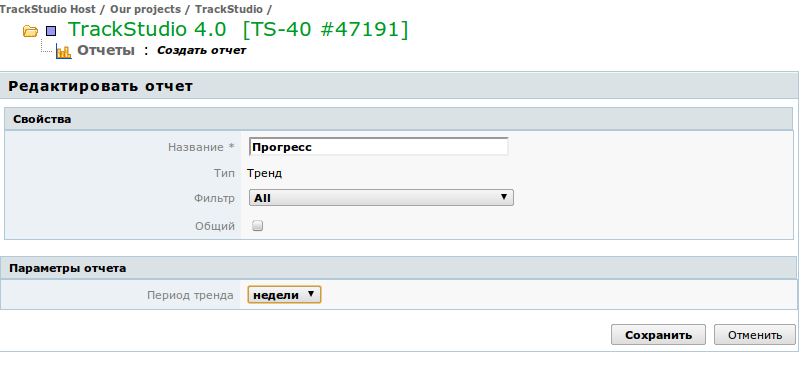 TrackStudio Host / Our projects / TrackStudio /
TrackStudio 4.0 [TS-40 #47191]
Отчеты : Создать отчет
Редактировать отчет
Свойства
Название * Прогресс
Тип Тренд
Фильтр All
Общий
Параметры отчета
Период тренда недели
Сохранить Отменить